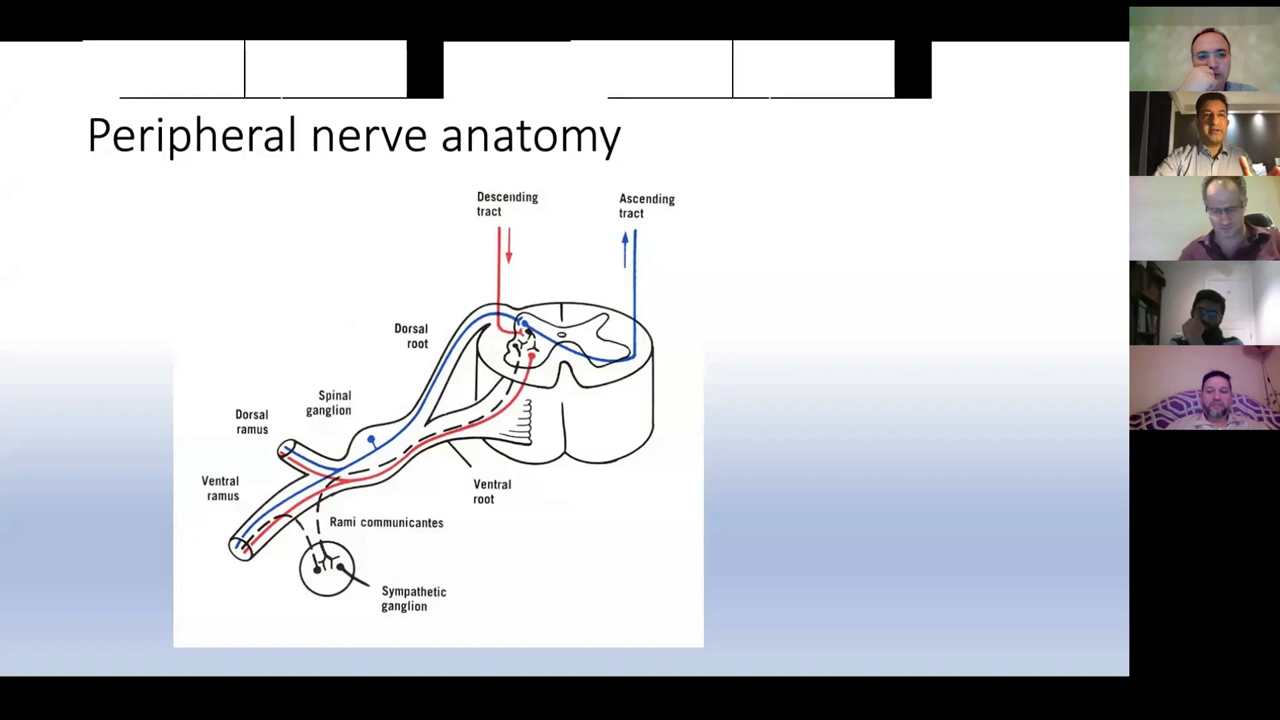 Peripheral nerve anatomy
Descending
tract
Ascending
tract
Dorsal
root
Spinal
ganglion
Dorsal
ramus
Ventral
ramus
Ventral
root
Rami communicantes
Sympathetic
ganglion